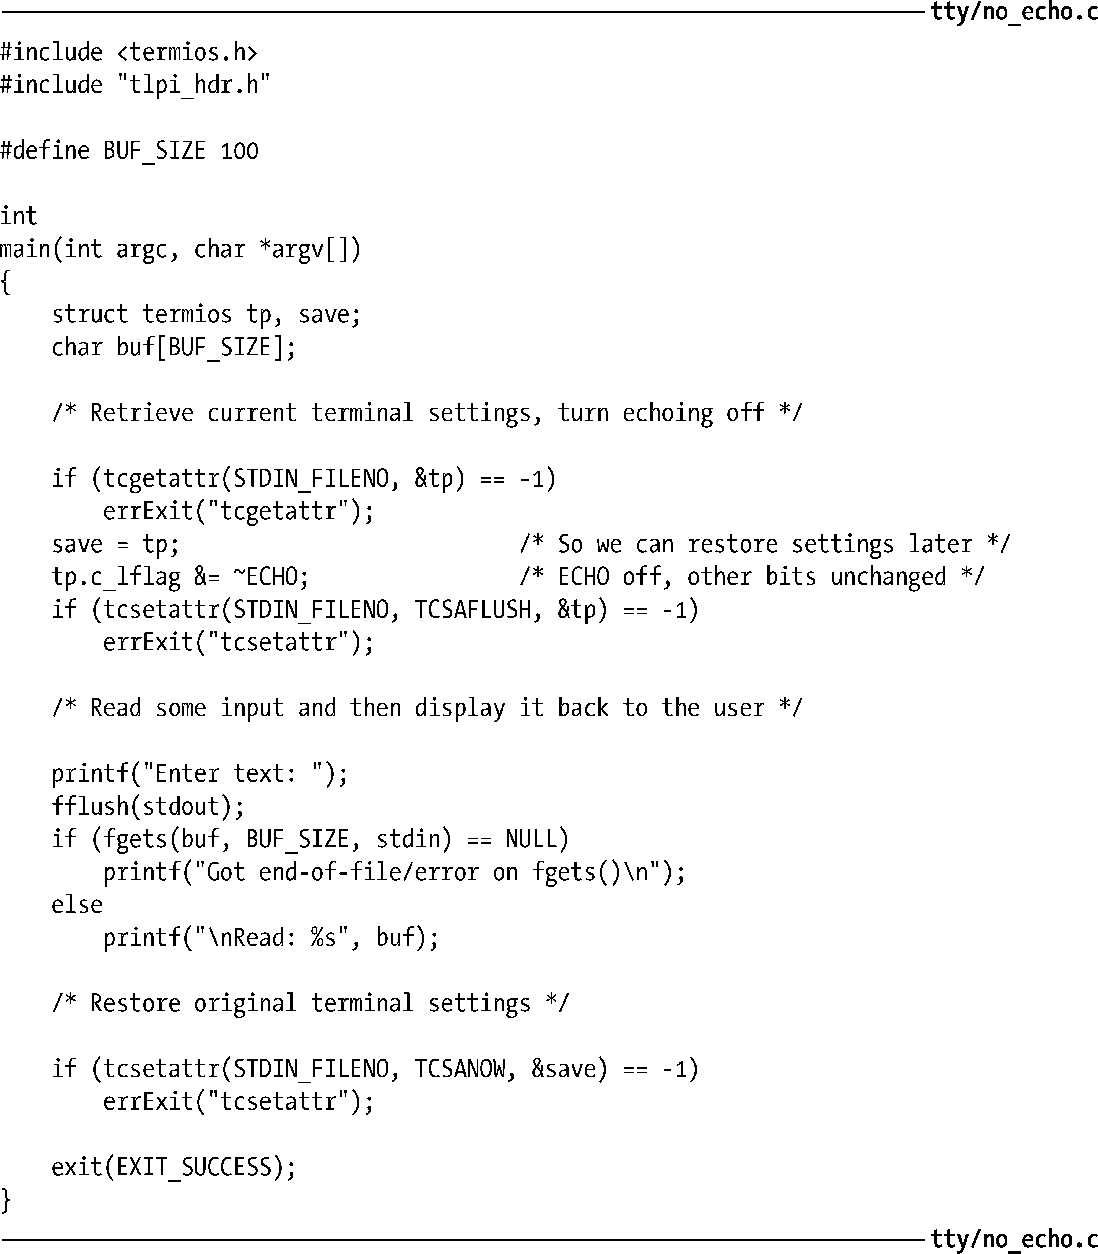 tty/no_echo.c
#include <termios.h>
#include "tlpi_hdr.h"

#define BUF_SIZE 100

int
main(int argc, char *argv[])
{
    struct termios tp, save;
    char buf[BUF_SIZE];

    /* Retrieve current terminal settings, turn echoing off */

    if (tcgetattr(STDIN_FILENO, &tp) == -1)
        errExit("tcgetattr");
    save = tp;                          /* So we can restore settings later */
    tp.c_lflag &= ~ECHO;                /* ECHO off, other bits unchanged */
    if (tcsetattr(STDIN_FILENO, TCSAFLUSH, &tp) == -1)
        errExit("tcsetattr");

    /* Read some input and then display it back to the user */

    printf("Enter text: ");
    fflush(stdout);
    if (fgets(buf, BUF_SIZE, stdin) == NULL)
        printf("Got end-of-file/error on fgets()\n");
    else
        printf("\nRead: %s", buf);

    /* Restore original terminal settings */

    if (tcsetattr(STDIN_FILENO, TCSANOW, &save) == -1)
        errExit("tcsetattr");

    exit(EXIT_SUCCESS);
}
tty/no_echo.c